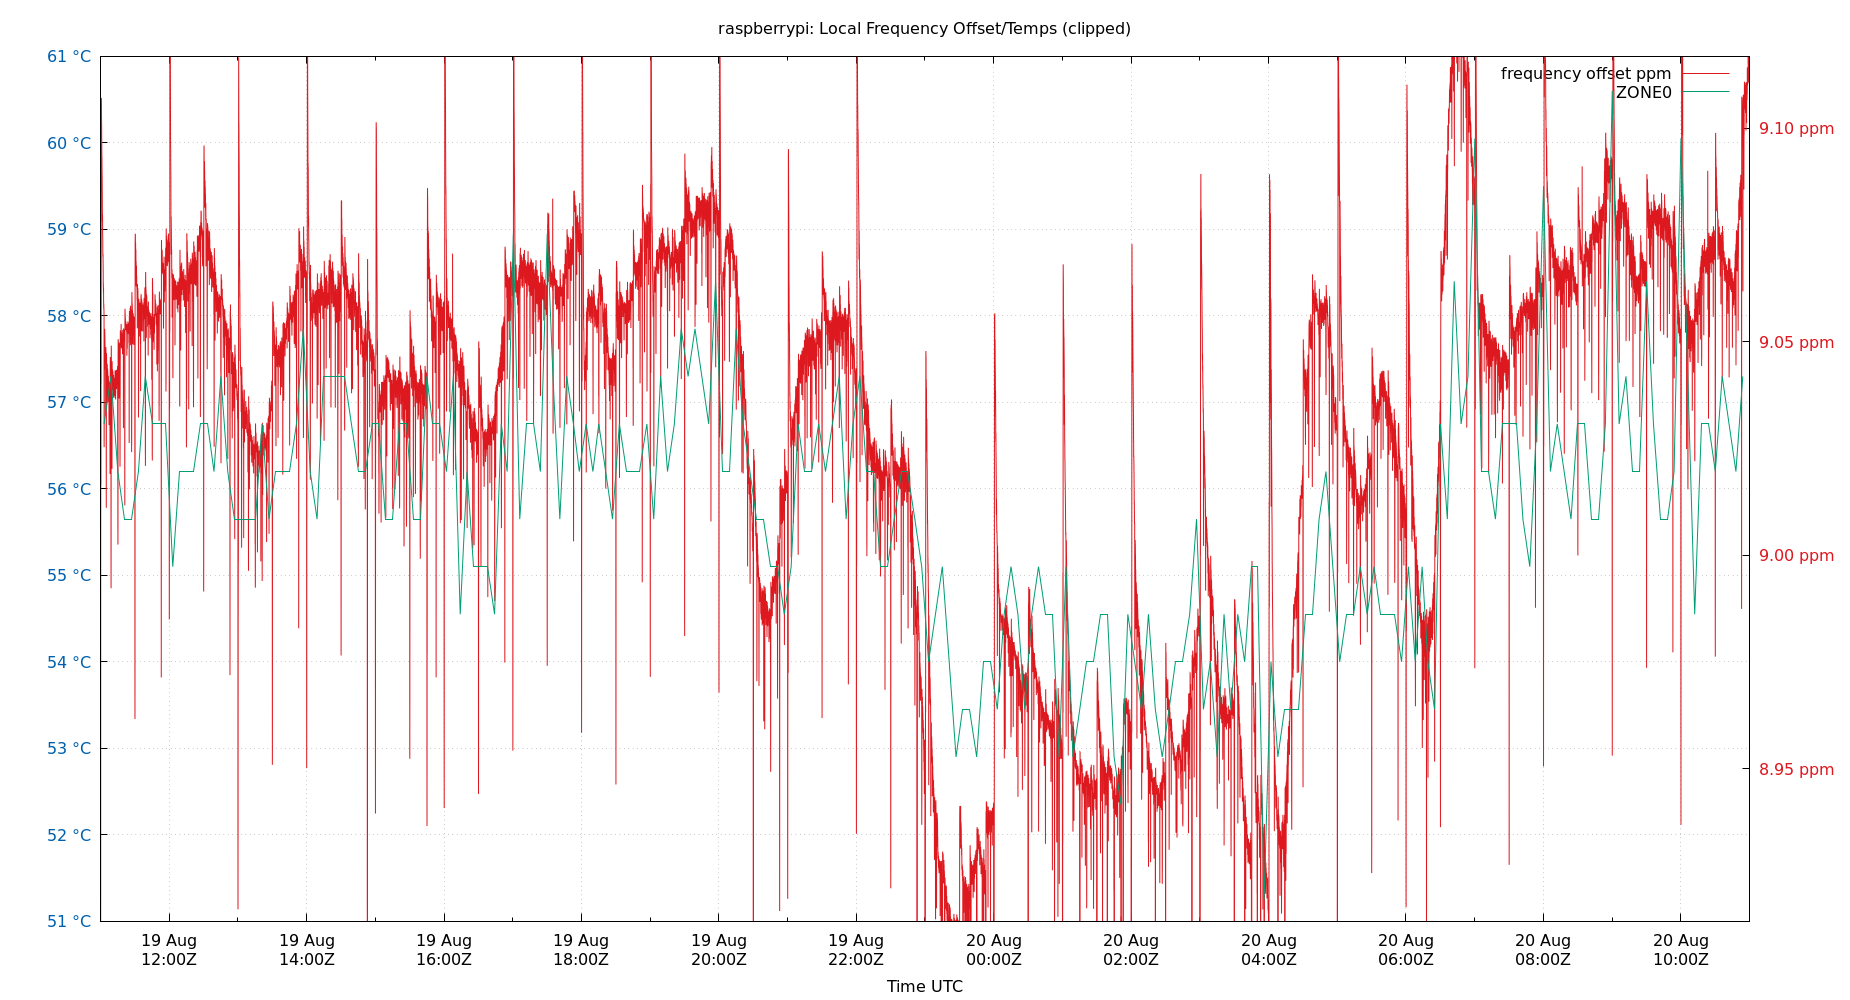 raspberrypi: Local Frequency Offset/Temps (clipped)
61 °C
60 °C
59 °C
58 °C
57 °C
56 °C
55 °C
54 °C
53 °C
52 °C
51 °C
frequency offset ppm
ZONE0
9.10 ppm
9.05 ppm
9.00 ppm
8.95 ppm
19 Aug 19 Aug 19 Aug 19 Aug 19 Aug 19 Aug 20 Aug 20 Aug 20 Aug 20 Aug 20 Aug 20 Aug
12:00Z 14:00Z 16:00Z 18:00Z 20:00Z 22:00Z 00:00Z 02:00Z 04:00Z 06:00Z 08:00Z 10:00Z
Time UTC